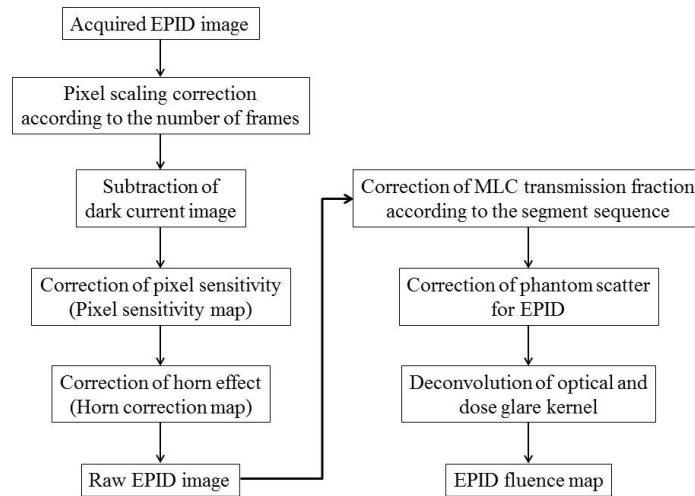 Acquired EPID image
Pixel scaling correction
according to the number of frames
Subtraction of
dark current image
Correction of pixel sensitivity
(Pixel sensitivity map)
Correction of horn effect
(Horn correction map)
Raw EPID image
Correction of MLC transmission fraction
according to the segment sequence
Correction of phantom scatter
for EPID
Deconvolution of optical and
dose glare kernel
EPID fluence map